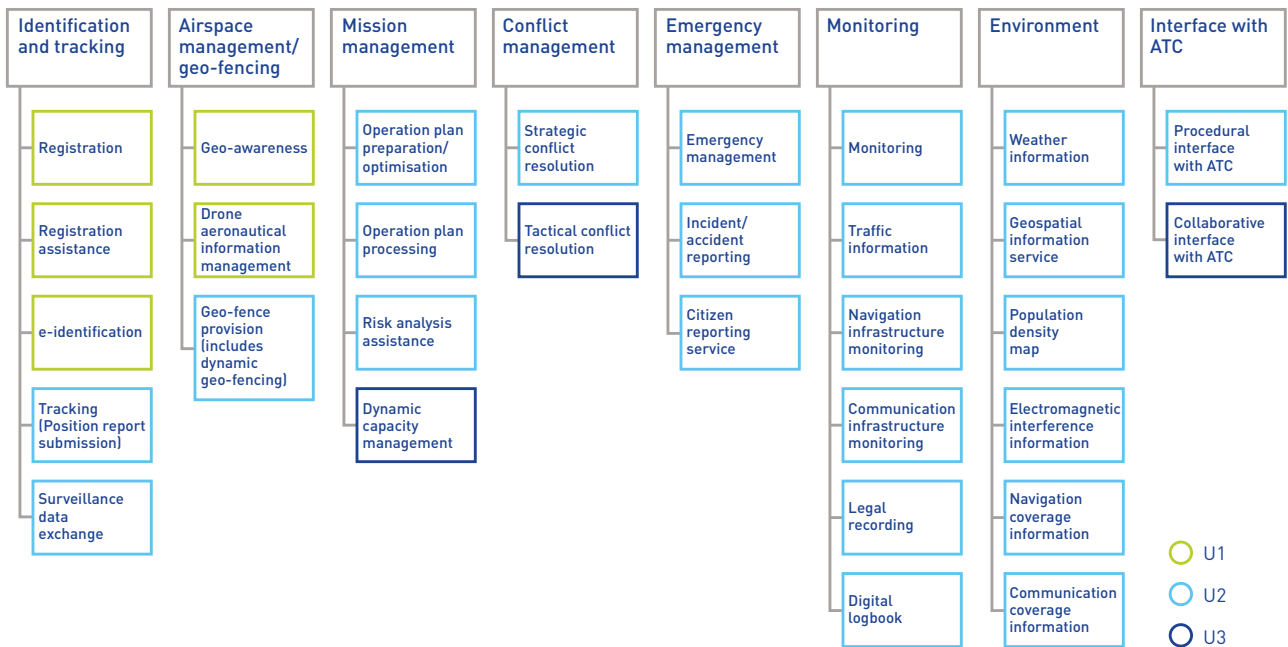 Identification
and tracking
Registration
Registration
assistance
e-identification
Tracking
(Position report
submission)
Surveillance
data
exchange
Airspace
management/
geo-fencing
Geo-awareness
Drone
aeronautical
information
management
Geo-fence
provision
(includes
dynamic
geo-fencing)
Mission
management
Operation plan
preparation/
optimisation
Operation plan
processing
Risk analysis
assistance
Dynamic
capacity
management
Conflict
management
Strategic
conflict
resolution
Tactical conflict
resolution
Emergency
management
Emergency
management
Incident/
accident
reporting
Citizen
reporting
service
Monitoring
Monitoring
Traffic
information
Navigation
infrastructure
monitoring
Communication
infrastructure
monitoring
Legal
recording
Digital
logbook
Environment
Weather
information
Geospatial
information
service
Population
density
map
Electromagnetic
interference
information
Navigation
coverage
information
Communication
coverage
information
Interface with
ATC
Procedural
interface
with ATC
Collaborative
interface
with ATC
U1
U2
U3